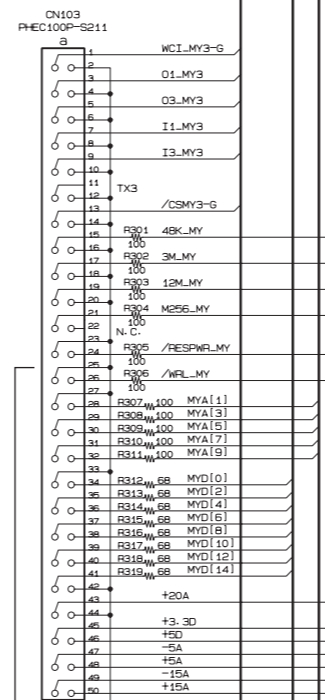 CN103
PHEC100P-S211
a
1 WCI_MY3-G
2
3 O1_MY3
4
5 O3_MY3
6
7 I1_MY3
8
9 I3_MY3
10
11 TX3
12
13 /CSMY3-G
14
15 R301 100 48K_MY
16
17 R302 100 3M_MY
18
19 R303 100 12M_MY
20
21 R304 100 M256_MY
22 N.C.
23
24 R305 100 /RESPWR_MY
25
26 R306 100 /WRL_MY
27
28 R307 100 MYA[1]
29 R308 100 MYA[3]
30 R309 100 MYA[5]
31 R310 100 MYA[7]
32 R311 100 MYA[9]
33
34 R312 68 MYD[0]
35 R313 68 MYD[2]
36 R314 68 MYD[4]
37 R315 68 MYD[6]
38 R316 68 MYD[8]
39 R317 68 MYD[10]
40 R318 68 MYD[12]
41 R319 68 MYD[14]
42
43 +20A
44
45 +3.3D
46 +5D
47 -5A
48 +5A
49 -15A
50 +15A